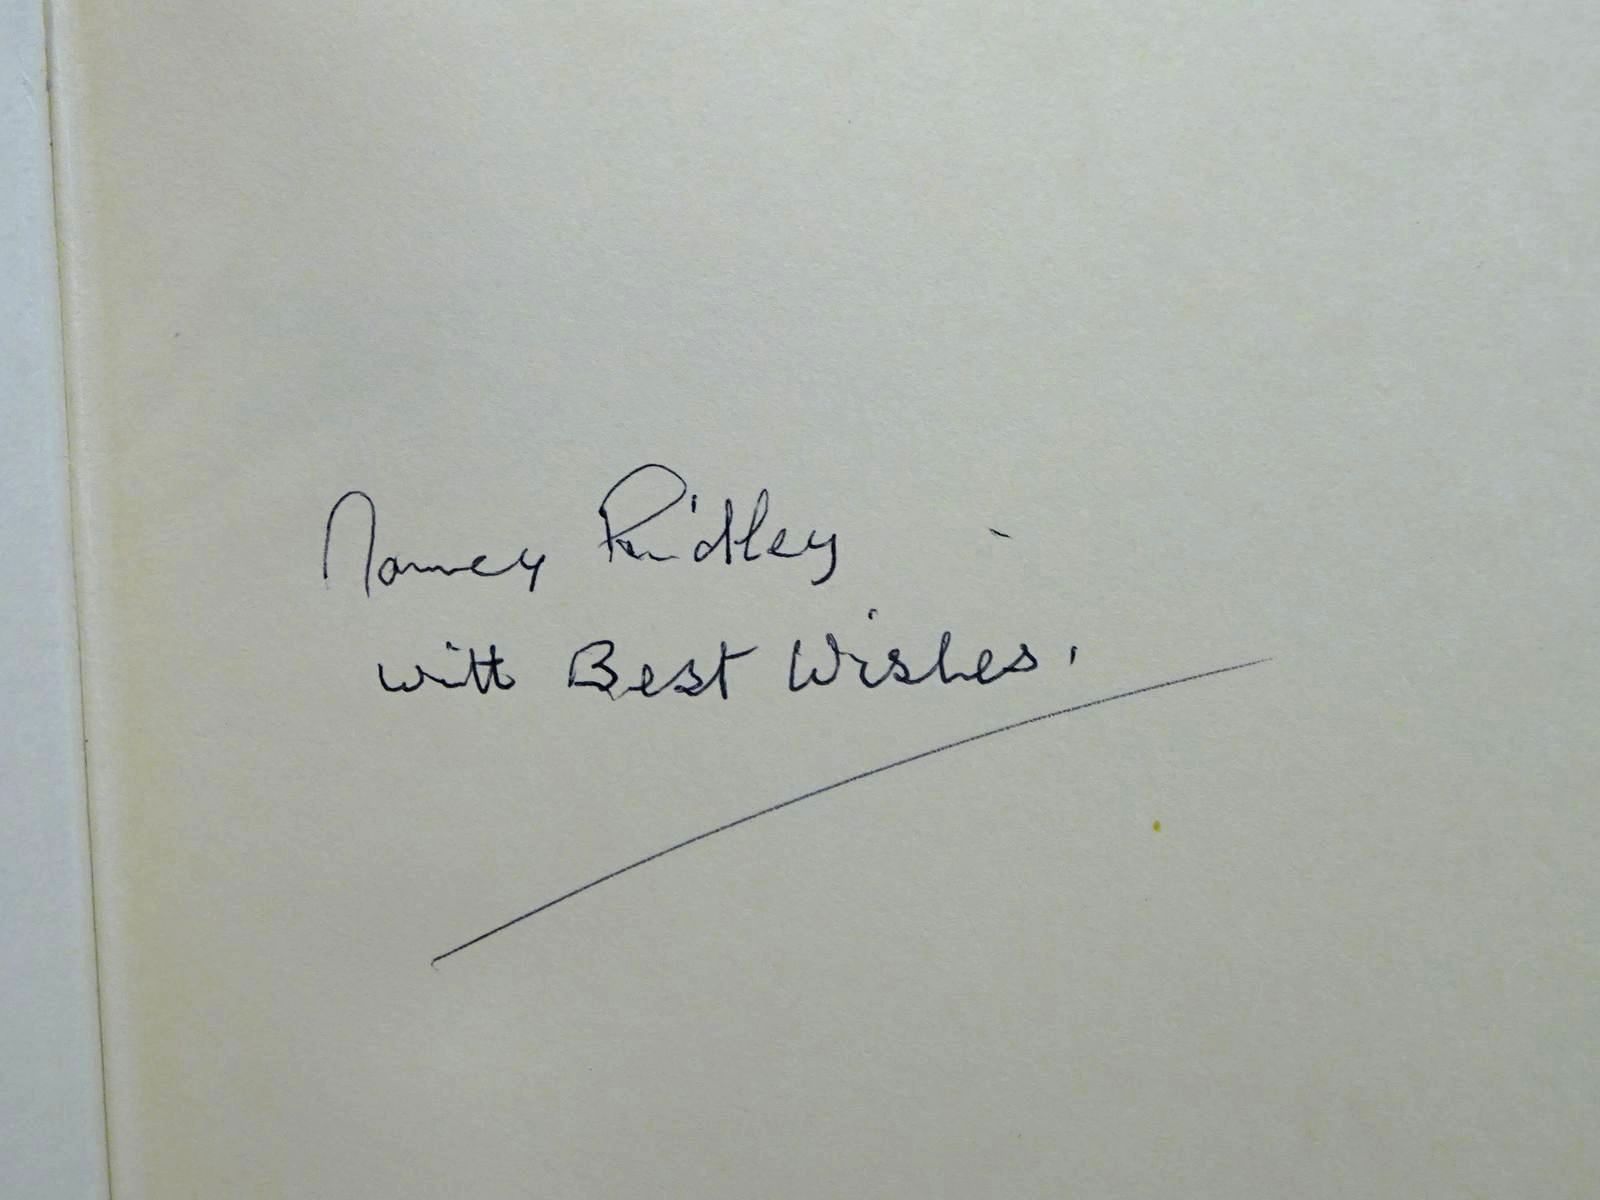 Nancy Ridley -
with Best Wishes.